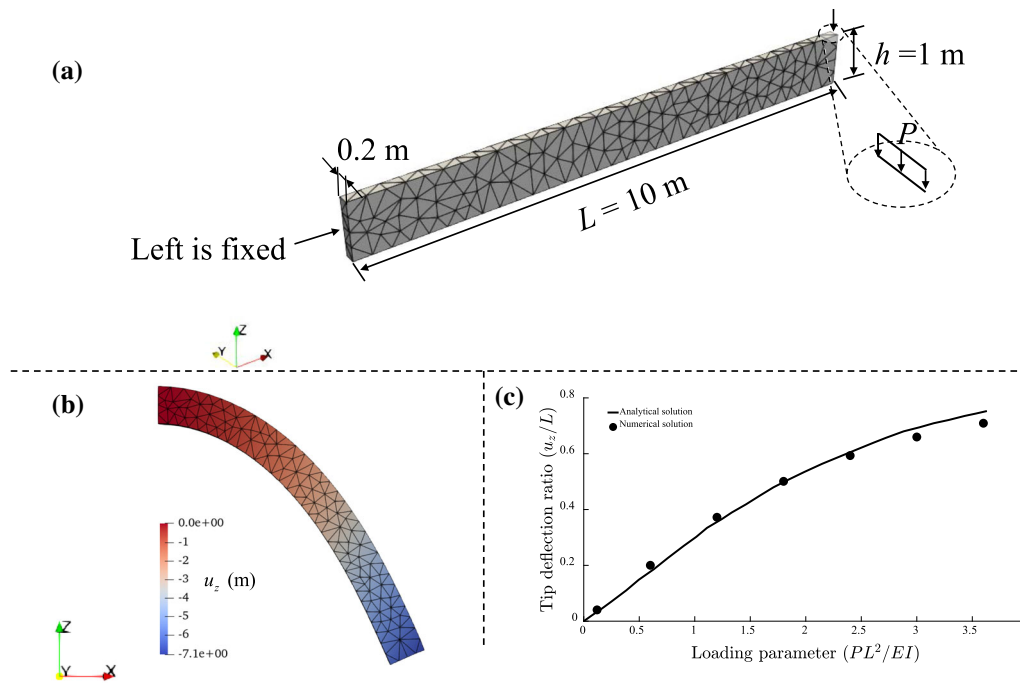 (a)
h =1 m
P
0.2 m
L = 10 m
Left is fixed
Z
Y
X
(b)
0.0e+00
-1
-2
-3
-4
-5
-6
-7.1e+00
u_z (m)
Z
Y
X
(c)
Analytical solution
Numerical solution
Tip deflection ratio (u_z/L)
0.8
0.6
0.4
0.2
0
0
0.5
1
1.5
2
2.5
3
3.5
Loading parameter (PL²/EI)